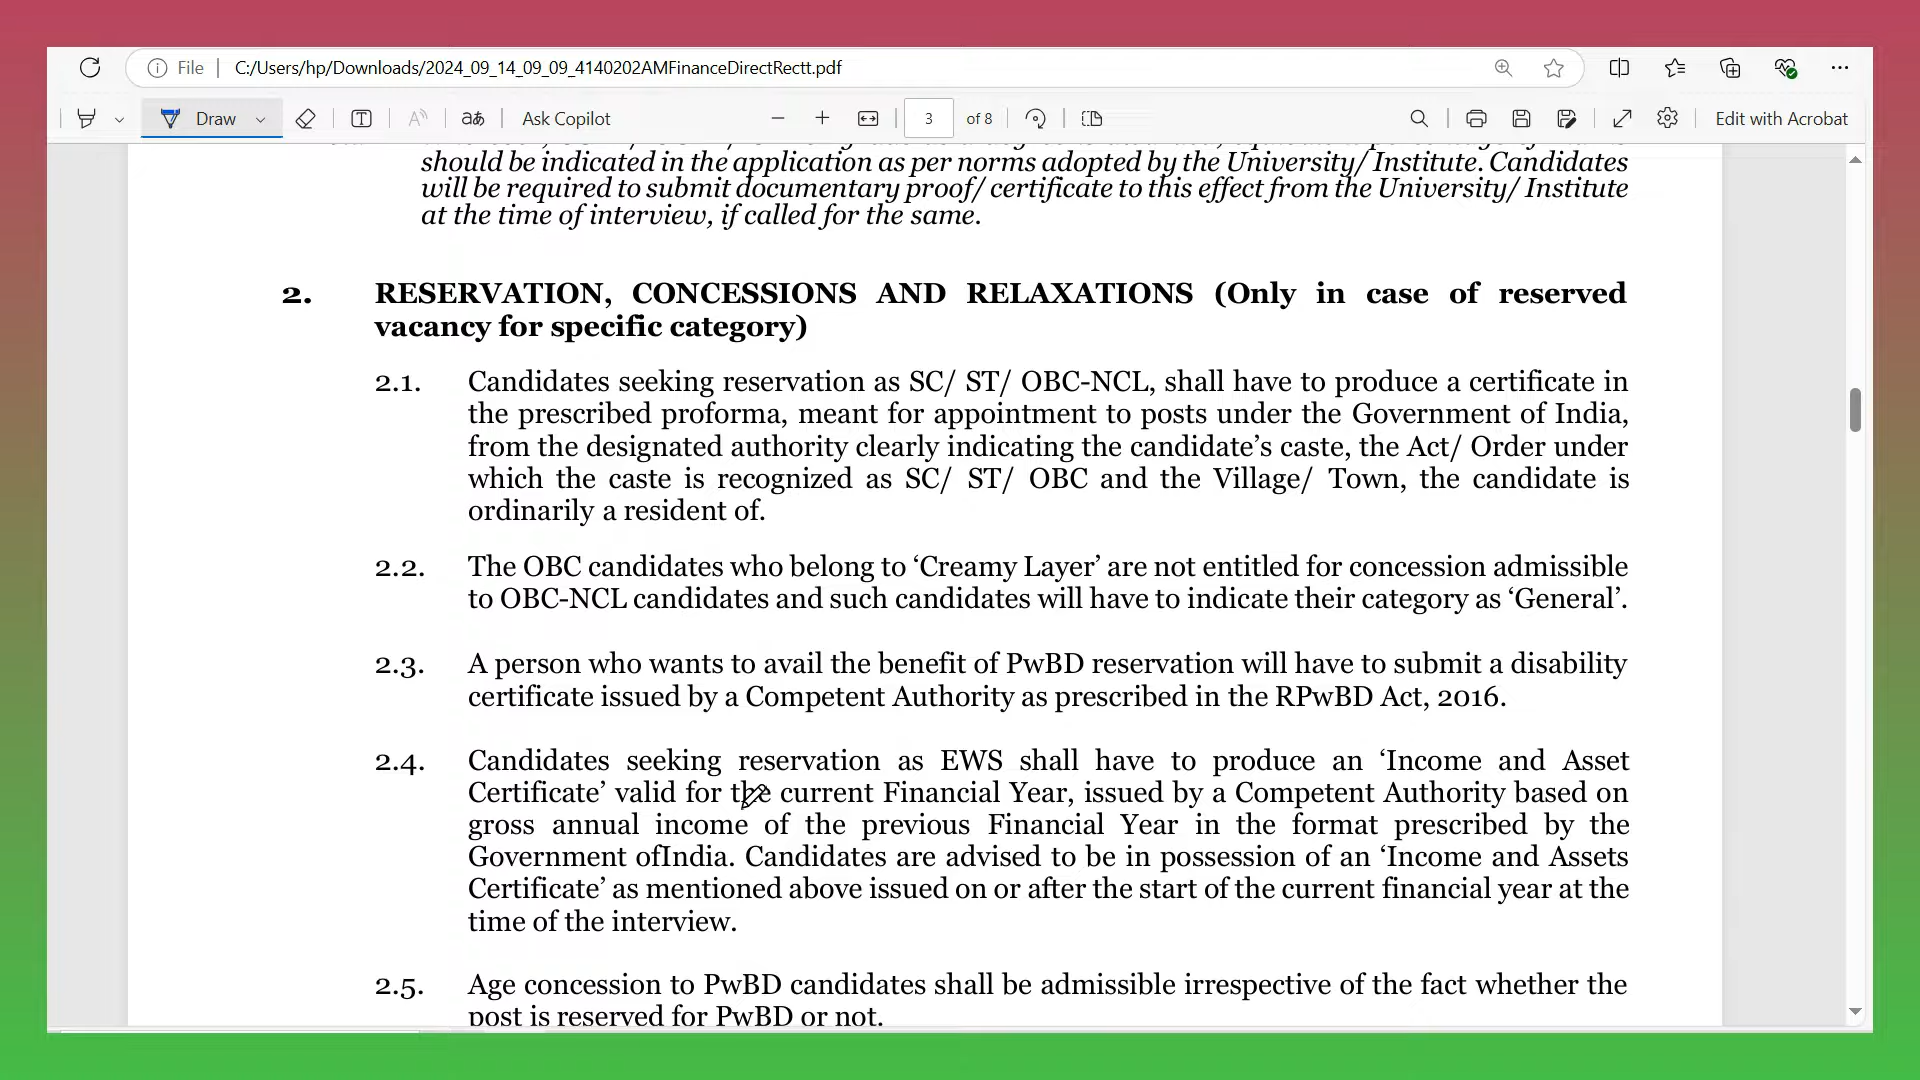 File C:/Users/hp/Downloads/2024_09_14_09_09_4140202AMFinanceDirectRectt.pdf
Draw Ask Copilot 3 of 8 Edit with Acrobat
should be indicated in the application as per norms adopted by the University/ Institute. Candidates
will be required to submit documentary proof/ certificate to this effect from the University/ Institute
at the time of interview, if called for the same.
2. RESERVATION, CONCESSIONS AND RELAXATIONS (Only in case of reserved
vacancy for specific category)
2.1. Candidates seeking reservation as SC/ ST/ OBC-NCL, shall have to produce a certificate in
the prescribed proforma, meant for appointment to posts under the Government of India,
from the designated authority clearly indicating the candidate’s caste, the Act/ Order under
which the caste is recognized as SC/ ST/ OBC and the Village/ Town, the candidate is
ordinarily a resident of.
2.2. The OBC candidates who belong to ‘Creamy Layer’ are not entitled for concession admissible
to OBC-NCL candidates and such candidates will have to indicate their category as ‘General’.
2.3. A person who wants to avail the benefit of PwBD reservation will have to submit a disability
certificate issued by a Competent Authority as prescribed in the RPwBD Act, 2016.
2.4. Candidates seeking reservation as EWS shall have to produce an ‘Income and Asset
Certificate’ valid for the current Financial Year, issued by a Competent Authority based on
gross annual income of the previous Financial Year in the format prescribed by the
Government ofIndia. Candidates are advised to be in possession of an ‘Income and Assets
Certificate’ as mentioned above issued on or after the start of the current financial year at the
time of the interview.
2.5. Age concession to PwBD candidates shall be admissible irrespective of the fact whether the
post is reserved for PwBD or not.